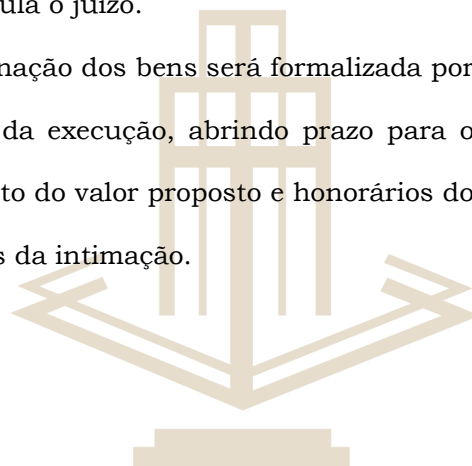 ula o juízo.
nação dos bens será formalizada por
da execução, abrindo prazo para o
to do valor proposto e honorários do
s da intimação.